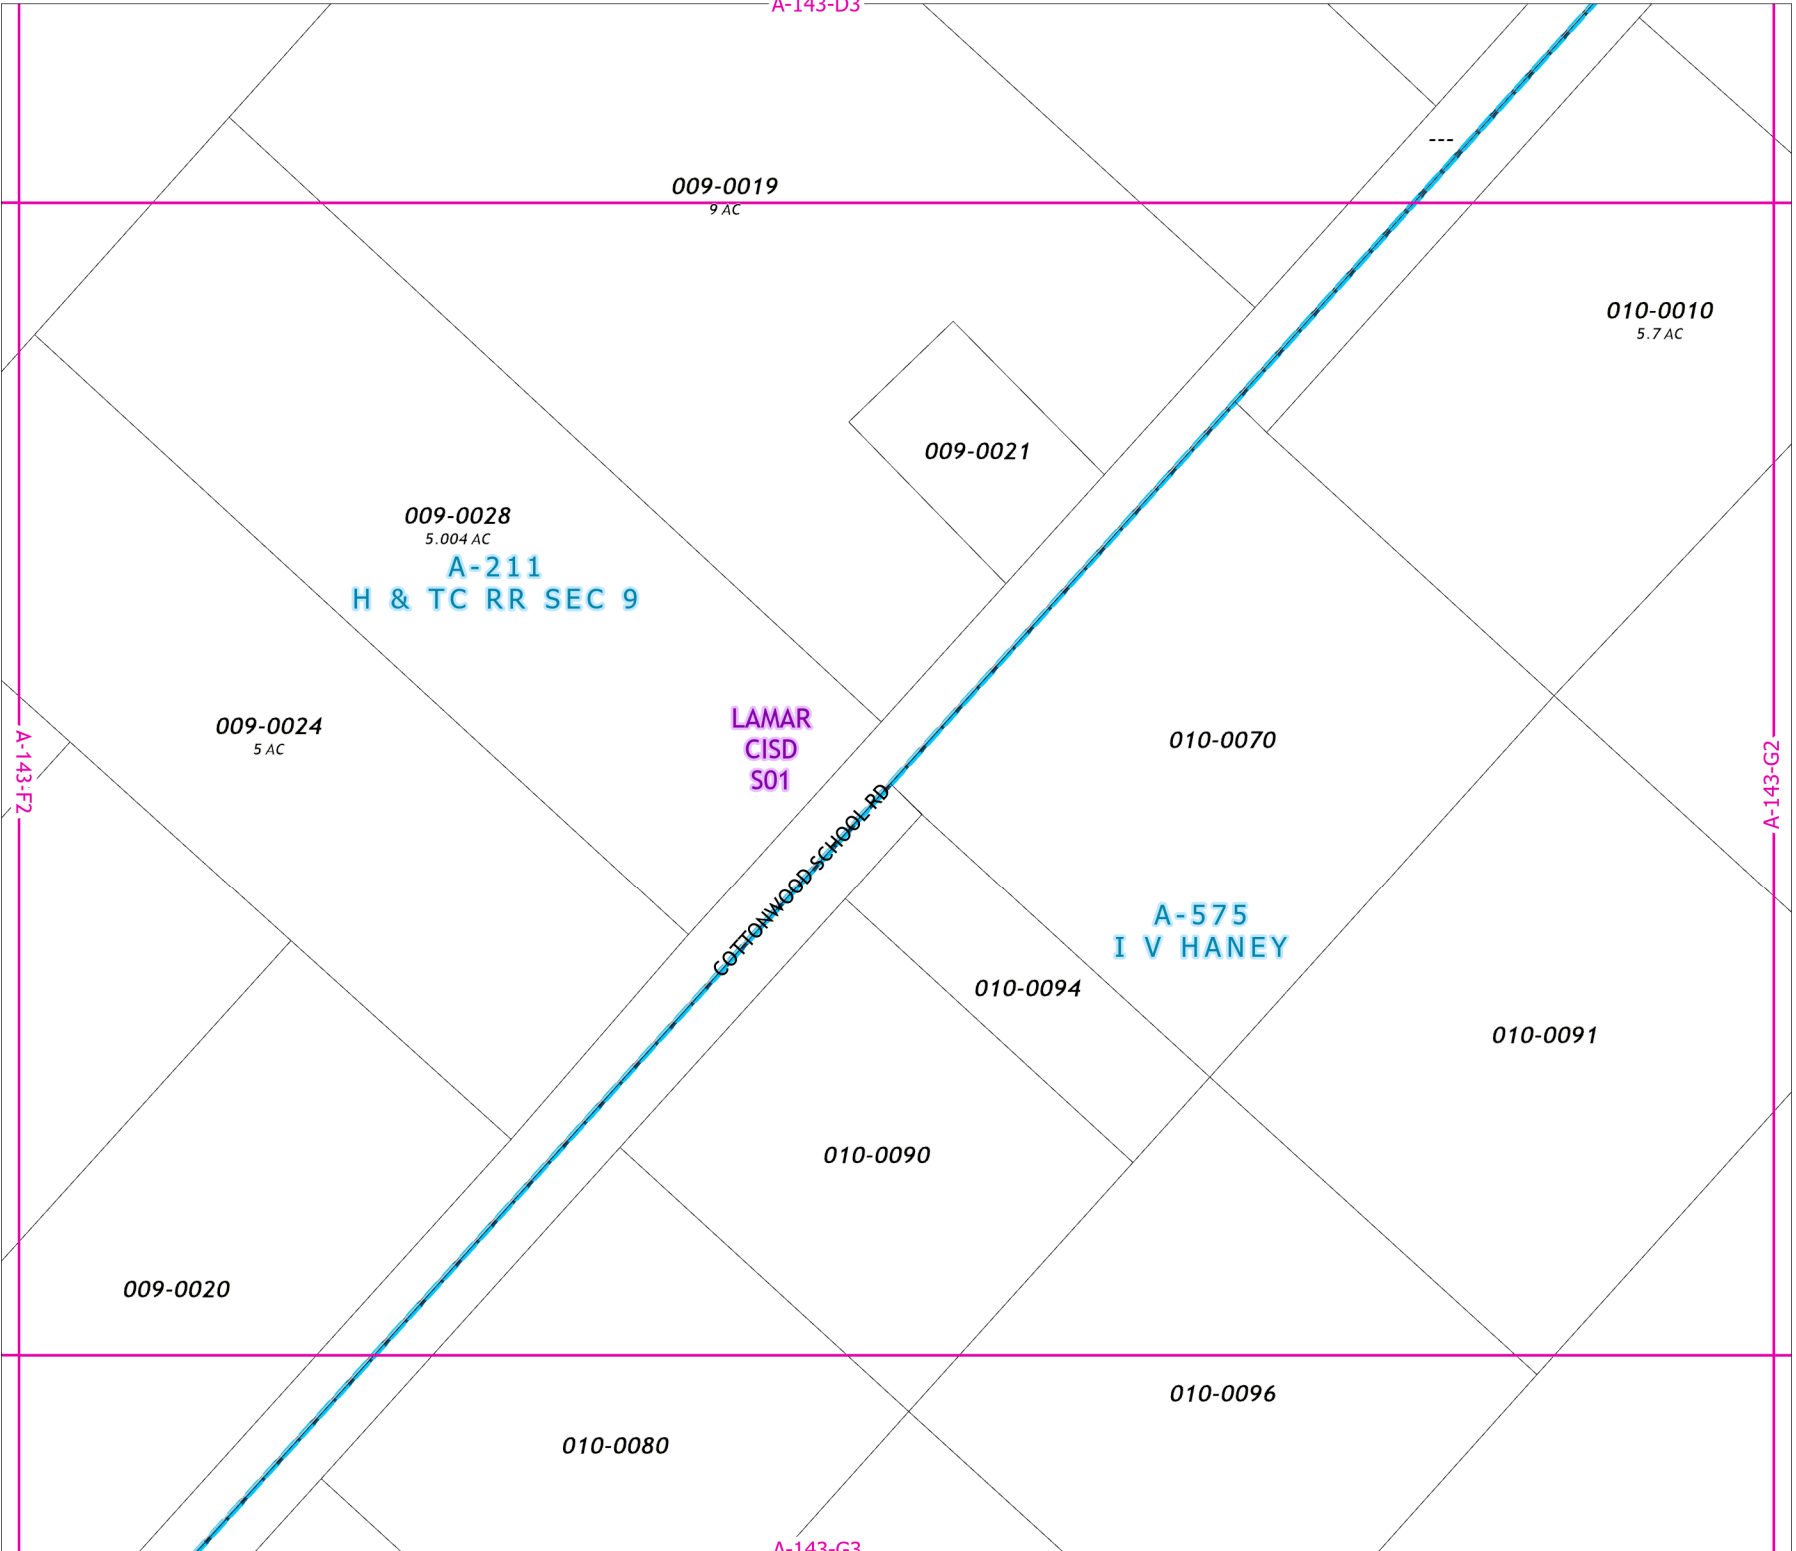 A-143-D3
---
009-0019
9 AC
010-0010
5.7 AC
009-0021
009-0028
5.004 AC
A-211
H & TC RR SEC 9
009-0024
5 AC
LAMAR
CISD
S01
010-0070
A-143-F2
A-143-G2
COTTONWOOD SCHOOL RD
A-575
I V HANEY
010-0094
010-0091
010-0090
009-0020
010-0096
010-0080
A-143-G3